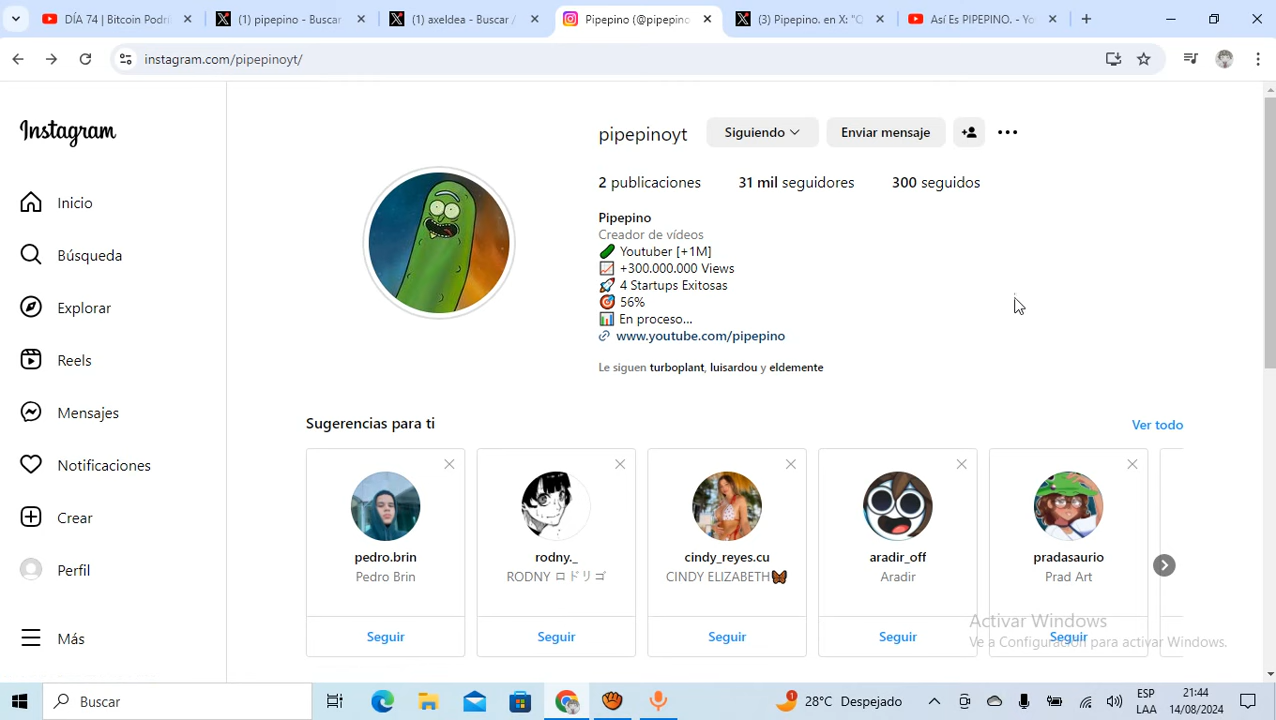 DÍA 74 | Bitcoin Podri
(1) pipepino - Buscar
(1) axeldea - Buscar /
Pipepino (@pipepino
(3) Pipepino. en X: "C
Así Es PIPEPINO. - Yo
instagram.com/pipepinoyt/
Instagram
Inicio
Búsqueda
Explorar
Reels
Mensajes
Notificaciones
Crear
Perfil
Más
pipepinoyt
Siguiendo
Enviar mensaje
2 publicaciones 31 mil seguidores 300 seguidos
Pipepino
Creador de vídeos
🥒 Youtuber [+1M]
📈 +300.000.000 Views
🚀 4 Startups Exitosas
🎯 56%
📊 En proceso...
www.youtube.com/pipepino
Le siguen turboplant, luisardou y eldemente
Sugerencias para ti
Ver todo
pedro.brin
Pedro Brin
Seguir
rodny._
RODNY ロドリゴ
Seguir
cindy_reyes.cu
CINDY ELIZABETH🦋
Seguir
aradir_off
Aradir
Seguir
pradasaurio
Prad Art
Seguir
Activar Windows
Ve a Configuración para activar Windows.
Buscar
1
28°C Despejado
ESP
LAA
21:44
14/08/2024